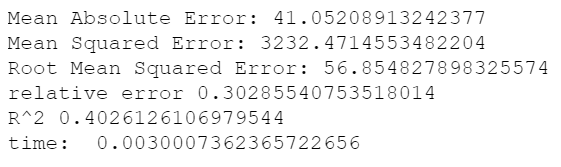 Mean Absolute Error: 41.05208913242377
Mean Squared Error: 3232.4714553482204
Root Mean Squared Error: 56.854827898325574
relative error 0.30285540753518014
R^2 0.4026126106979544
time:  0.0030007362365722656